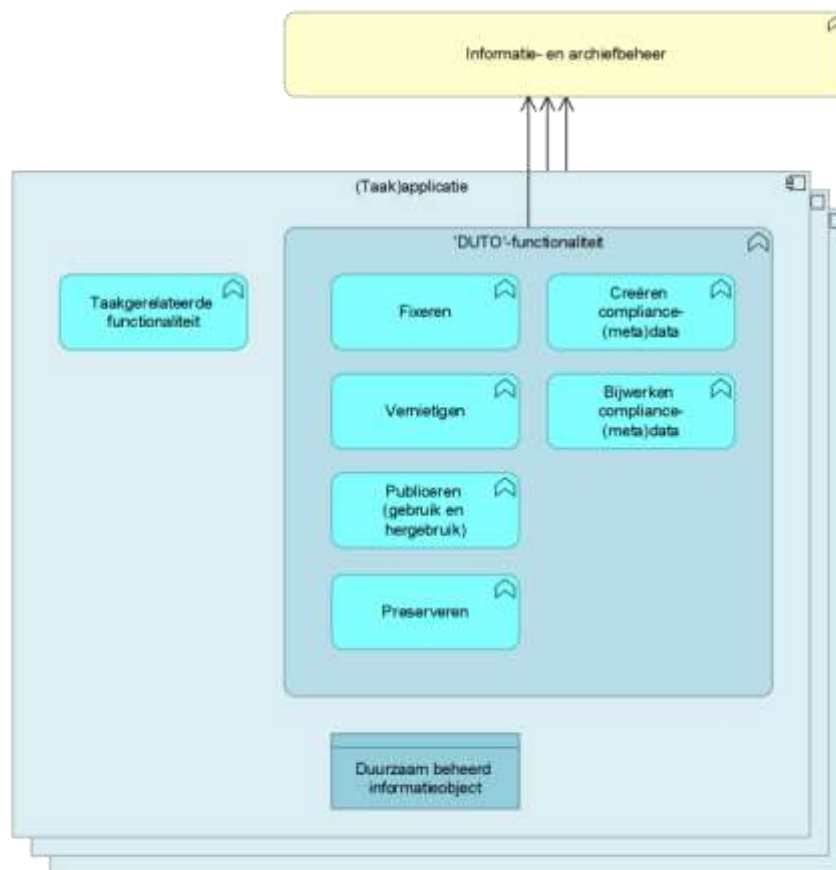 Informatie- en archiefbeheer
(Taak)applicatie
'DUTO'-functionaliteit
Taakgerelateerde
functionaliteit
Fixeren
Creëren
compliance-
(meta)data
Vernietigen
Bijwerken
compliance-
(meta)data
Publiceren
(gebruik en
hergebruik)
Preserveren
Duurzaam beheerd
informatieobject